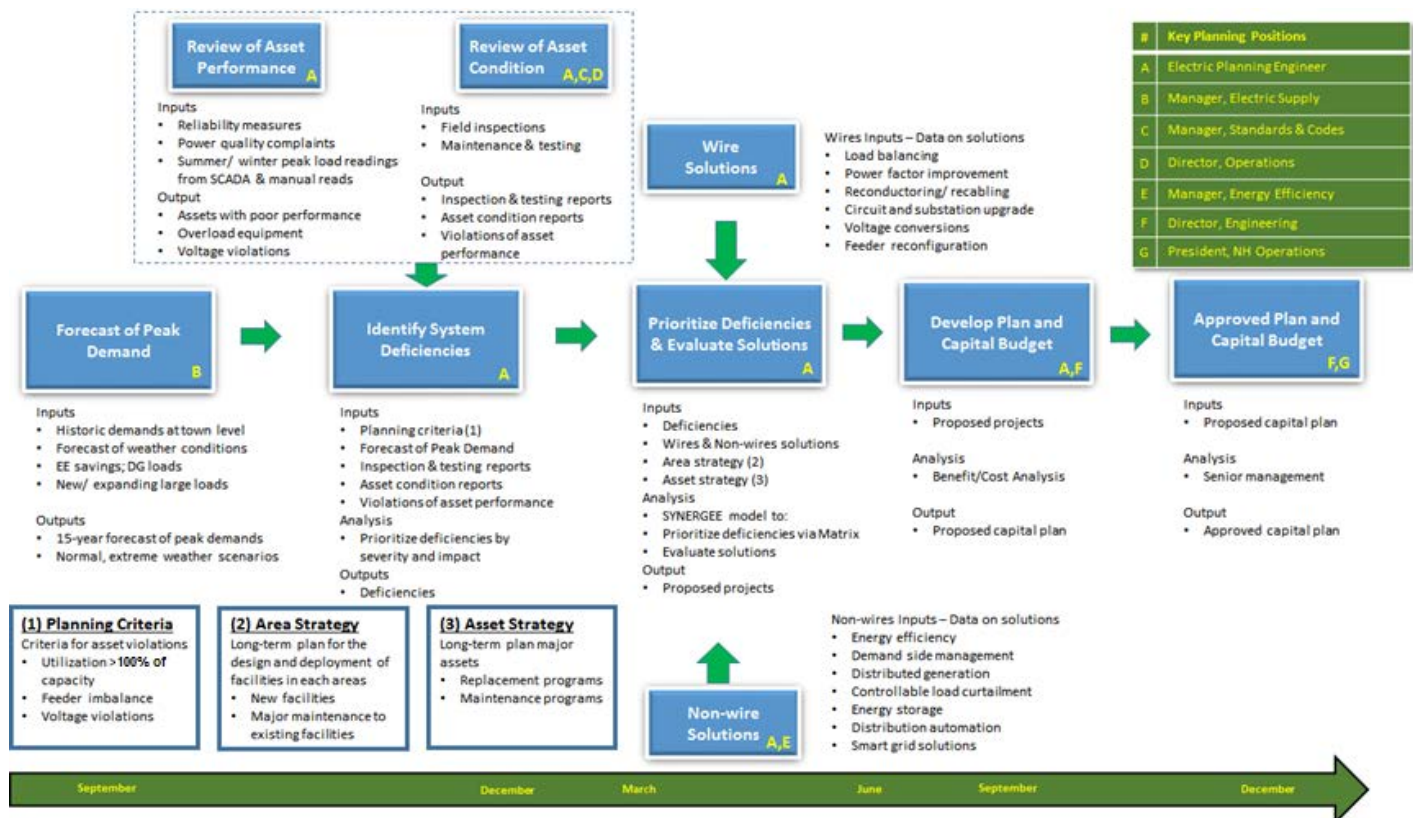 Review of Asset
Performance
A
Inputs
• Reliability measures
• Power quality complaints
• Summer/ winter peak load readings
from SCADA & manual reads
Output
• Assets with poor performance
• Overload equipment
• Voltage violations
Review of Asset
Condition
A,C,D
Inputs
• Field inspections
• Maintenance & testing
Output
• Inspection & testing reports
• Asset condition reports
• Violations of asset
performance
Wire
Solutions
A
Wires Inputs – Data on solutions
• Load balancing
• Power factor improvement
• Reconductoring/ recabling
• Circuit and substation upgrade
• Voltage conversions
• Feeder reconfiguration
# Key Planning Positions
A Electric Planning Engineer
B Manager, Electric Supply
C Manager, Standards & Codes
D Director, Operations
E Manager, Energy Efficiency
F Director, Engineering
G President, NH Operations
Forecast of Peak
Demand
B
Inputs
• Historic demands at town level
• Forecast of weather conditions
• EE savings; DG loads
• New/ expanding large loads
Outputs
• 15-year forecast of peak demands
• Normal, extreme weather scenarios
Identify System
Deficiencies
A
Inputs
• Planning criteria (1)
• Forecast of Peak Demand
• Inspection & testing reports
• Asset condition reports
• Violations of asset performance
Analysis
• Prioritize deficiencies by
severity and impact
Outputs
• Deficiencies
Prioritize Deficiencies
& Evaluate Solutions
A
Inputs
• Deficiencies
• Wires & Non-wires solutions
• Area strategy (2)
• Asset strategy (3)
Analysis
• SYNERGEE model to:
• Prioritize deficiencies via Matrix
• Evaluate solutions
Output
• Proposed projects
Develop Plan and
Capital Budget
A,F
Inputs
• Proposed projects
Analysis
• Benefit/Cost Analysis
Output
• Proposed capital plan
Approved Plan and
Capital Budget
F,G
Inputs
• Proposed capital plan
Analysis
• Senior management
Output
• Approved capital plan
(1) Planning Criteria
Criteria for asset violations
• Utilization >100% of
capacity
• Feeder imbalance
• Voltage violations
(2) Area Strategy
Long-term plan for the
design and deployment of
facilities in each areas
• New facilities
• Major maintenance to
existing facilities
(3) Asset Strategy
Long-term plan major
assets
• Replacement programs
• Maintenance programs
Non-wire
Solutions
A,E
Non-wires Inputs – Data on solutions
• Energy efficiency
• Demand side management
• Distributed generation
• Controllable load curtailment
• Energy storage
• Distribution automation
• Smart grid solutions
September December March June September December